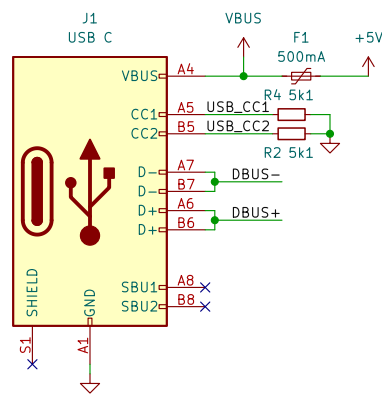 J1
USB C
VBUS
F1
500mA
+5V
VBUS A4
R4 5k1
CC1 A5 USB_CC1
CC2 B5 USB_CC2
R2 5k1
D- A7
DBUS-
D- B7
D+ A6
DBUS+
D+ B6
SBU1 A8
SBU2 B8
SHIELD
GND
S1
A1